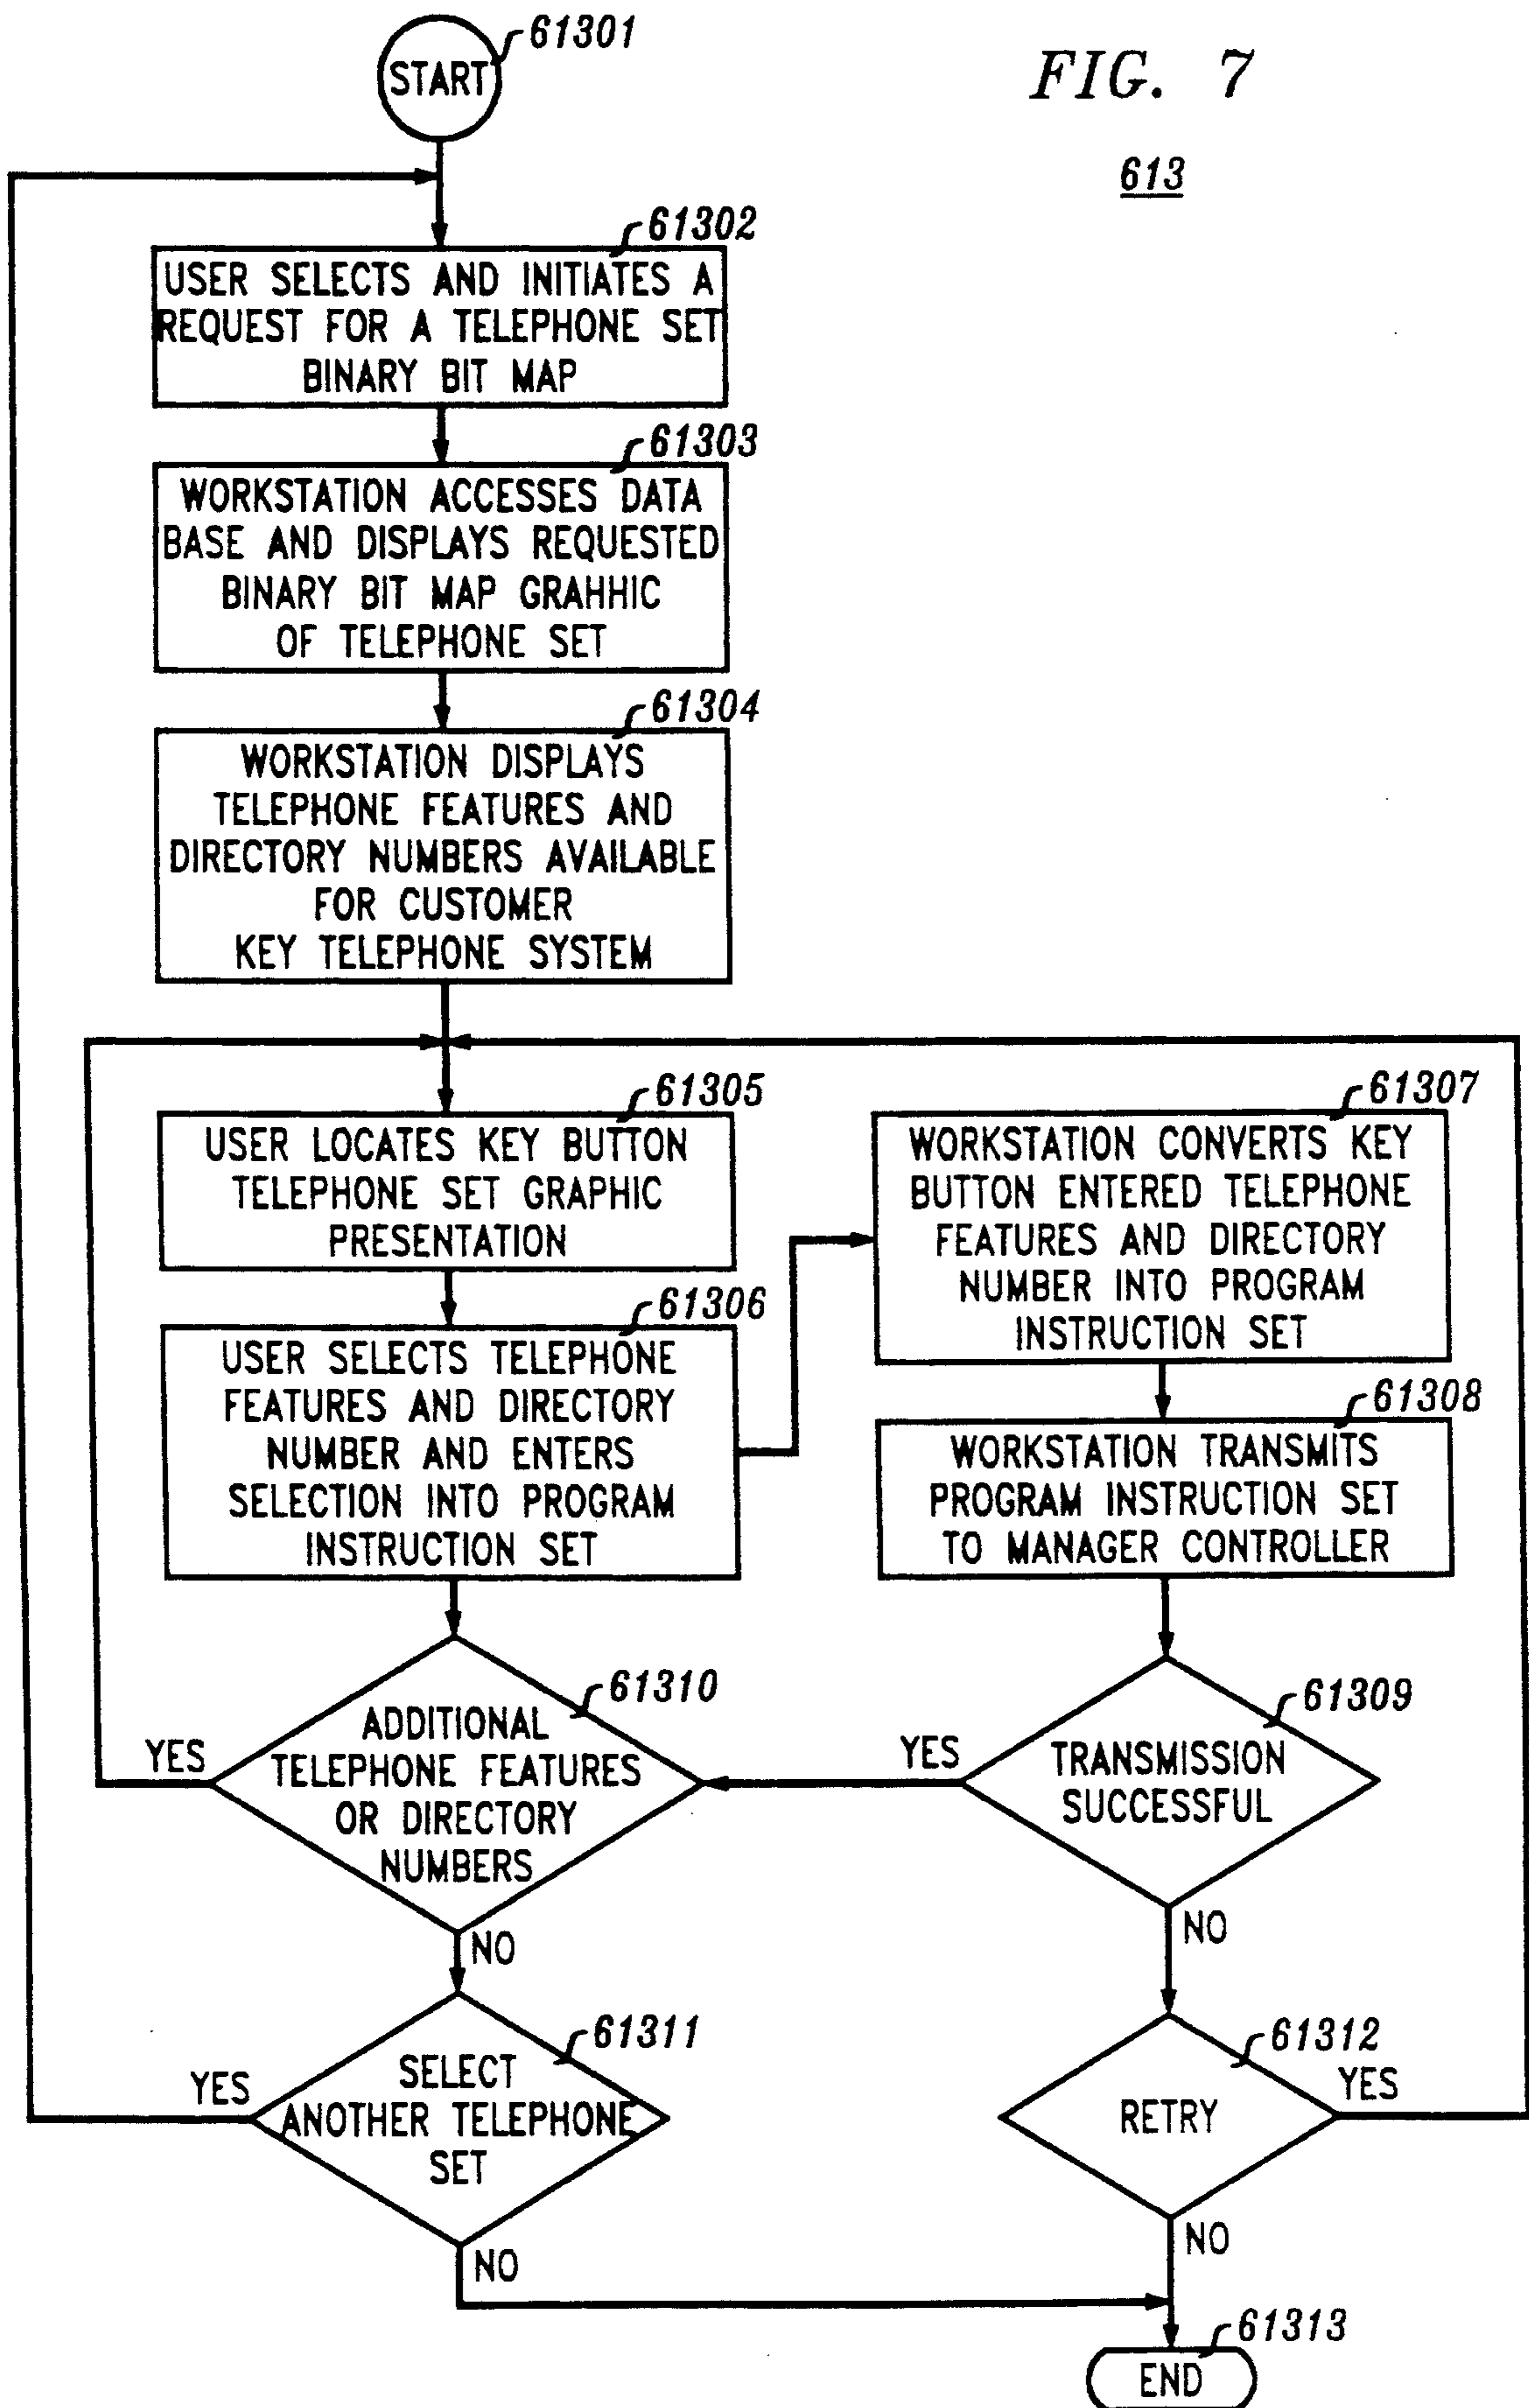 61301
START
FIG. 7
613
61302
USER SELECTS AND INITIATES A
REQUEST FOR A TELEPHONE SET
BINARY BIT MAP
61303
WORKSTATION ACCESSES DATA
BASE AND DISPLAYS REQUESTED
BINARY BIT MAP GRAHHIC
OF TELEPHONE SET
61304
WORKSTATION DISPLAYS
TELEPHONE FEATURES AND
DIRECTORY NUMBERS AVAILABLE
FOR CUSTOMER
KEY TELEPHONE SYSTEM
61305
USER LOCATES KEY BUTTON
TELEPHONE SET GRAPHIC
PRESENTATION
61306
USER SELECTS TELEPHONE
FEATURES AND DIRECTORY
NUMBER AND ENTERS
SELECTION INTO PROGRAM
INSTRUCTION SET
61307
WORKSTATION CONVERTS KEY
BUTTON ENTERED TELEPHONE
FEATURES AND DIRECTORY
NUMBER INTO PROGRAM
INSTRUCTION SET
61308
WORKSTATION TRANSMITS
PROGRAM INSTRUCTION SET
TO MANAGER CONTROLLER
61310
ADDITIONAL
TELEPHONE FEATURES
OR DIRECTORY
NUMBERS
YES
NO
61309
TRANSMISSION
SUCCESSFUL
YES
NO
61311
SELECT
ANOTHER TELEPHONE
SET
YES
NO
61312
RETRY
YES
NO
61313
END